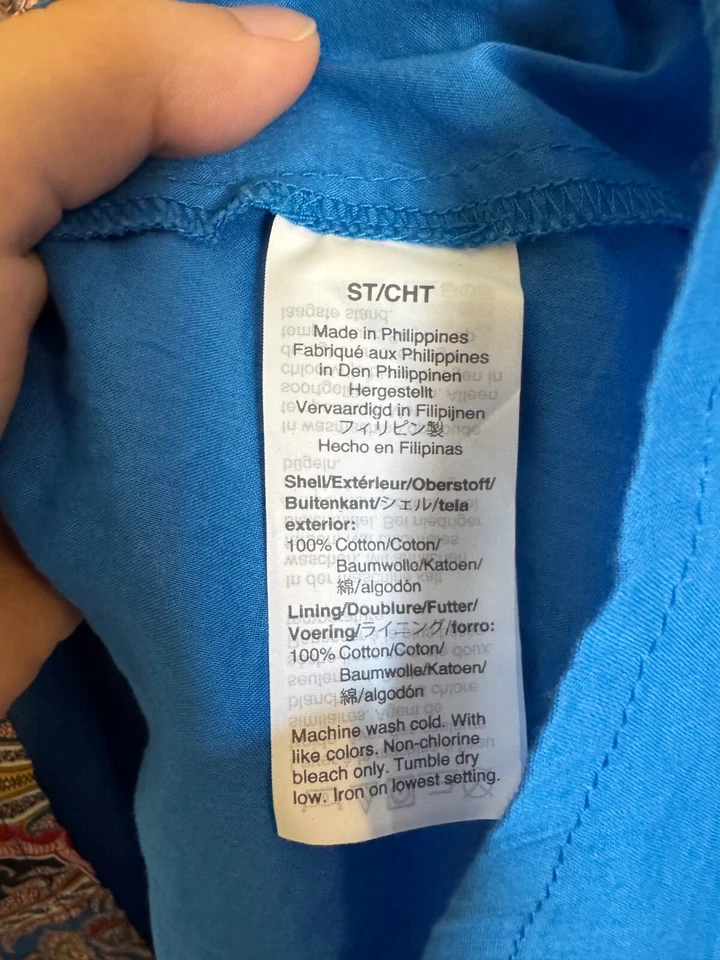 ST/CHT
Made in Philippines
Fabriqué aux Philippines
in Den Philippinen
Hergestellt
Vervaardigd in Filipijnen
フィリピン製
Hecho en Filipinas
Shell/Extérieur/Oberstoff/
Buitenkant/シェル/tela
exterior:
100% Cotton/Coton/
Baumwolle/Katoen/
綿/algodón
Lining/Doublure/Futter/
Voering/ライニング/forro:
100% Cotton/Coton/
Baumwolle/Katoen/
綿/algodón
Machine wash cold. With
like colors. Non-chlorine
bleach only. Tumble dry
low. Iron on lowest setting.